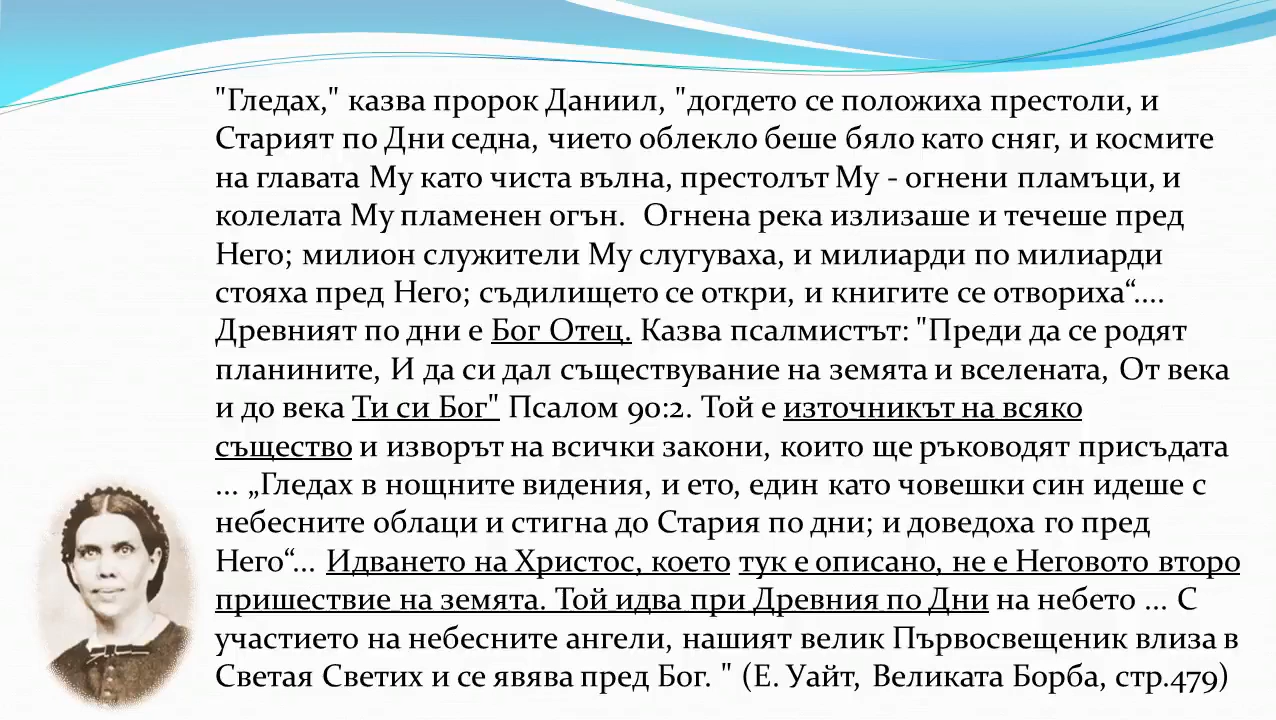 "Гледах," казва пророк Даниил, "догдето се положиха престоли, и
Старият по Дни седна, чието облекло беше бяло като сняг, и космите
на главата Му като чиста вълна, престолът Му - огнени пламъци, и
колелата Му пламенен огън. Огнена река излизаше и течеше пред
Него; милион служители Му слугуваха, и милиарди по милиарди
стояха пред Него; съдилището се откри, и книгите се отвориха“....
Древният по дни е Бог Отец. Казва псалмистът: "Преди да се родят
планините, И да си дал съществувание на земята и вселената, От века
и до века Ти си Бог" Псалом 90:2. Той е източникът на всяко
същество и изворът на всички закони, които ще ръководят присъдата
... „Гледах в нощните видения, и ето, един като човешки син идеше с
небесните облаци и стигна до Стария по дни; и доведоха го пред
Него“... Идването на Христос, което тук е описано, не е Неговото второ
пришествие на земята. Той идва при Древния по Дни на небето ... С
участието на небесните ангели, нашият велик Първосвещеник влиза в
Светая Светих и се явява пред Бог. " (Е. Уайт, Великата Борба, стр.479)